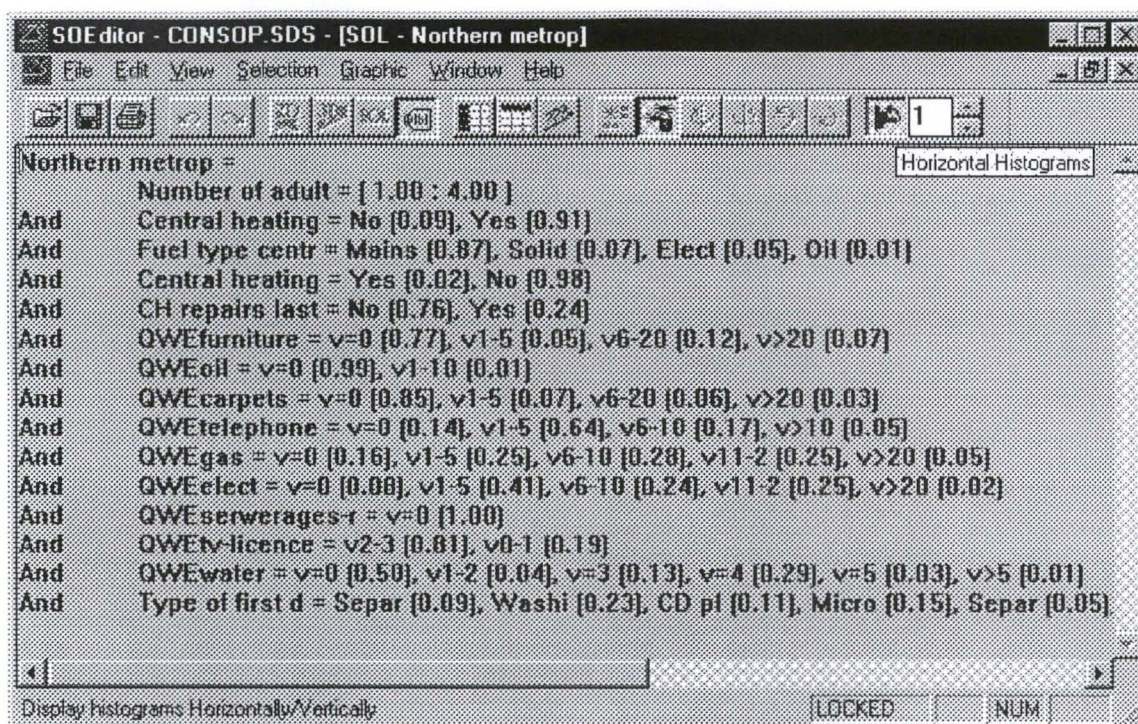 SOEditor - CONSOP.SDS - [SOL - Northern metrop]
File Edit View Selection Graphic Window Help
SOL 1
Horizontal Histograms
Northern metrop =
Number of adult = [ 1.00 : 4.00 ]
And Central heating = No (0.09), Yes (0.91)
And Fuel type centr = Mains (0.87), Solid (0.07), Elect (0.05), Oil (0.01)
And Central heating = Yes (0.02), No (0.98)
And CH repairs last = No (0.76), Yes (0.24)
And QWEfurniture = v=0 (0.77), v1-5 (0.05), v6-20 (0.12), v>20 (0.07)
And QWEoil = v=0 (0.99), v1-10 (0.01)
And QWEcarpets = v=0 (0.85), v1-5 (0.07), v6-20 (0.06), v>20 (0.03)
And QWEtelephone = v=0 (0.14), v1-5 (0.64), v6-10 (0.17), v>10 (0.05)
And QWEgas = v=0 (0.16), v1-5 (0.25), v6-10 (0.28), v11-2 (0.25), v>20 (0.05)
And QWEelect = v=0 (0.08), v1-5 (0.41), v6-10 (0.24), v11-2 (0.25), v>20 (0.02)
And QWEserwerages-r = v=0 (1.00)
And QWEtv-licence = v2-3 (0.81), v0-1 (0.19)
And QWEwater = v=0 (0.50), v1-2 (0.04), v=3 (0.13), v=4 (0.29), v=5 (0.03), v>5 (0.01)
And Type of first d = Separ (0.09), Washi (0.23), CD pl (0.11), Micro (0.15), Separ (0.05)
Display histograms Horizontally/Vertically LOCKED NUM